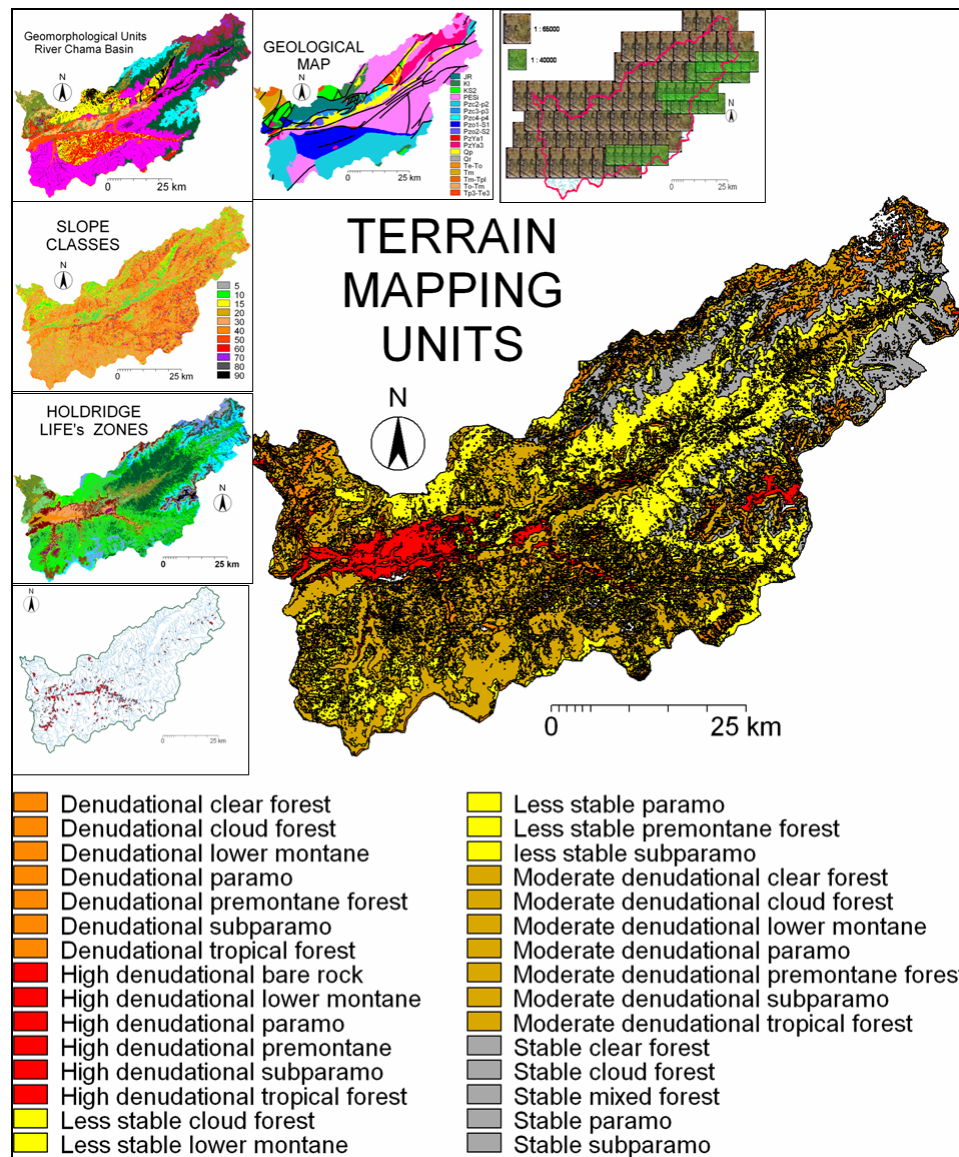 Geomorphological Units
River Chama Basin
N
0 25 km
GEOLOGICAL
MAP
N
JR
KI
KS2
PESi
Pzc2-p2
Pzc3-p3
Pzc4-p4
Pzo1-S1
Pzo2-S2
PzYa1
PzYa3
Qp
Qr
Te-To
Tm
Tm-Tpl
To-Tm
Tp3-Te3
0 25 km
1 : 65000
1 : 40000
N
0 25 km
SLOPE
CLASSES
N
5
10
15
20
30
40
50
60
70
80
90
0 25 km
HOLDRIDGE
LIFE's ZONES
N
0 25 km
N
0 25 km
TERRAIN
MAPPING
UNITS
N
0 25 km
Denudational clear forest
Denudational cloud forest
Denudational lower montane
Denudational paramo
Denudational premontane forest
Denudational subparamo
Denudational tropical forest
High denudational bare rock
High denudational lower montane
High denudational paramo
High denudational premontane
High denudational subparamo
High denudational tropical forest
Less stable cloud forest
Less stable lower montane
Less stable paramo
Less stable premontane forest
less stable subparamo
Moderate denudational clear forest
Moderate denudational cloud forest
Moderate denudational lower montane
Moderate denudational paramo
Moderate denudational premontane forest
Moderate denudational subparamo
Moderate denudational tropical forest
Stable clear forest
Stable cloud forest
Stable mixed forest
Stable paramo
Stable subparamo